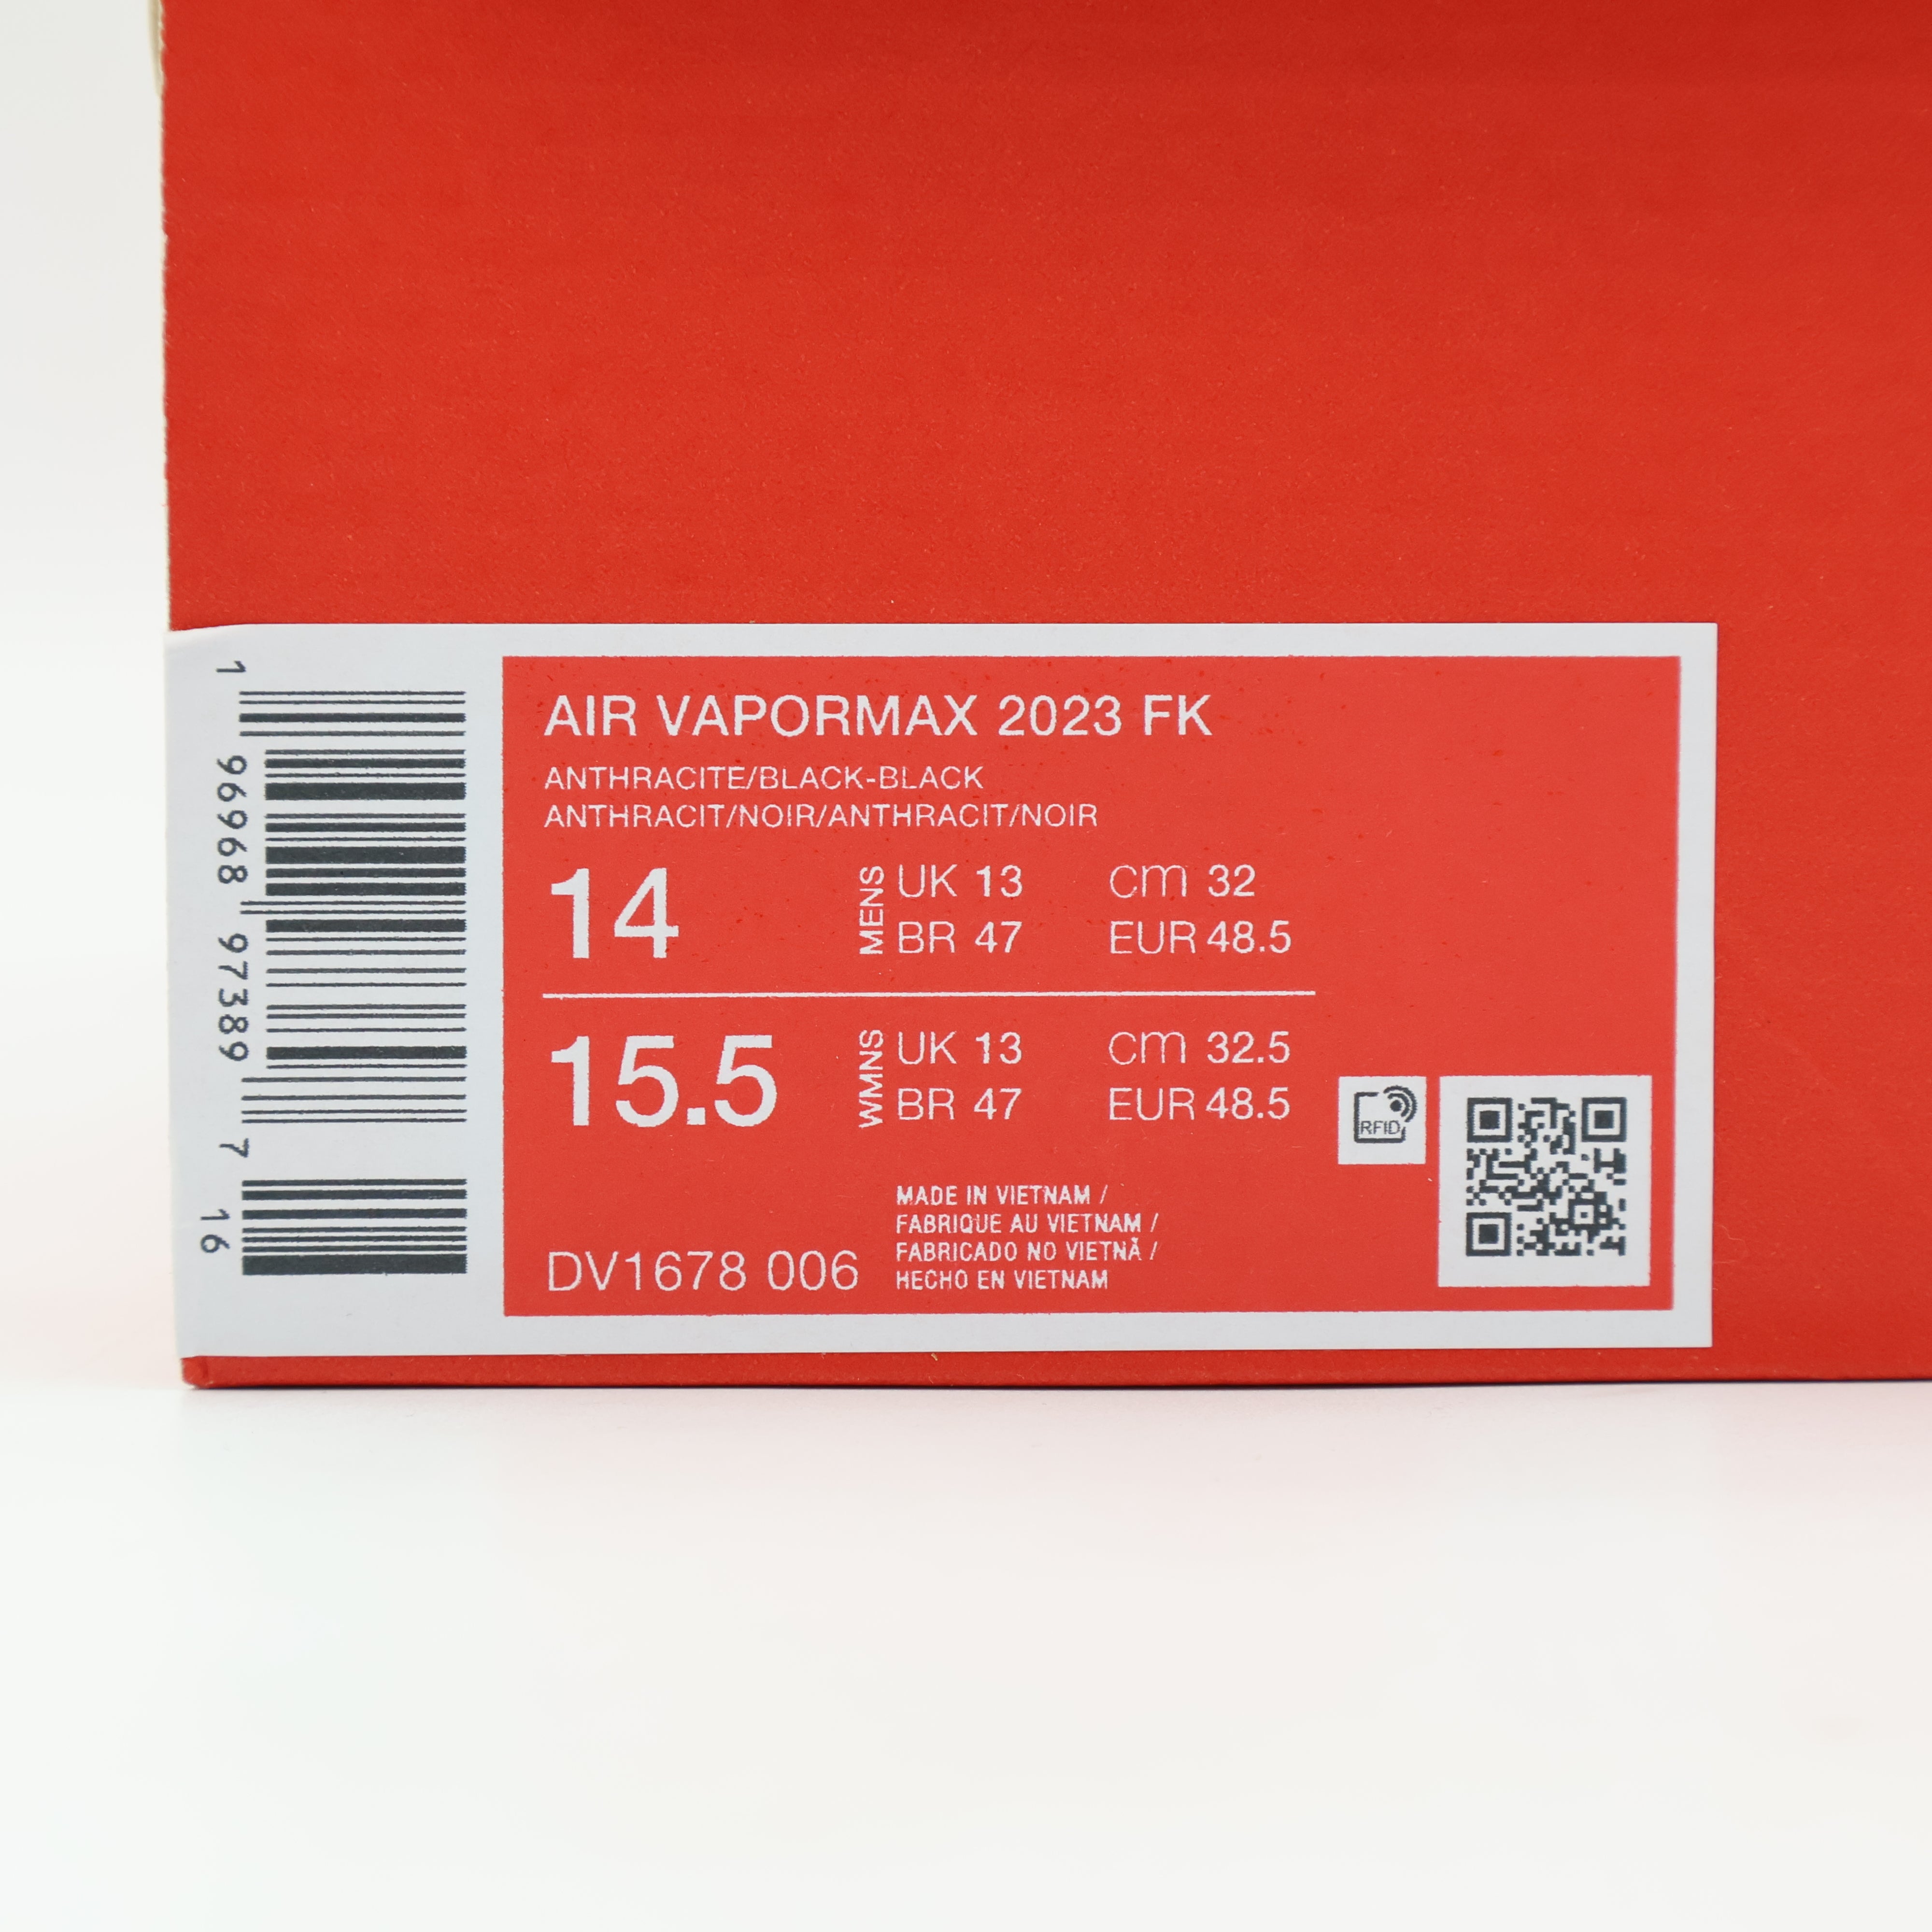 AIR VAPORMAX 2023 FK
ANTHRACITE/BLACK-BLACK
ANTHRACIT/NOIR/ANTHRACIT/NOIR
14
MENS
UK 13 cm 32
BR 47 EUR 48.5
15.5
WMNS
UK 13 cm 32.5
BR 47 EUR 48.5
MADE IN VIETNAM /
FABRIQUE AU VIETNAM /
FABRICADO NO VIETNÃ /
HECHO EN VIETNAM
DV1678 006
RFID
1 96968 97389 7
16